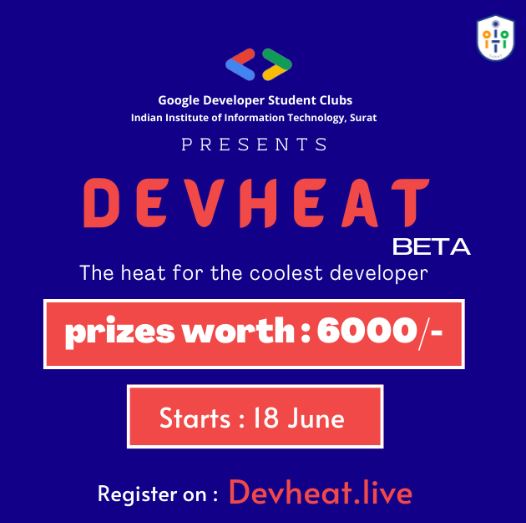 Google Developer Student Clubs
Indian Institute of Information Technology, Surat
PRESENTS
DEVHEAT
BETA
The heat for the coolest developer
prizes worth : 6000/-
Starts : 18 June
Register on : Devheat.live